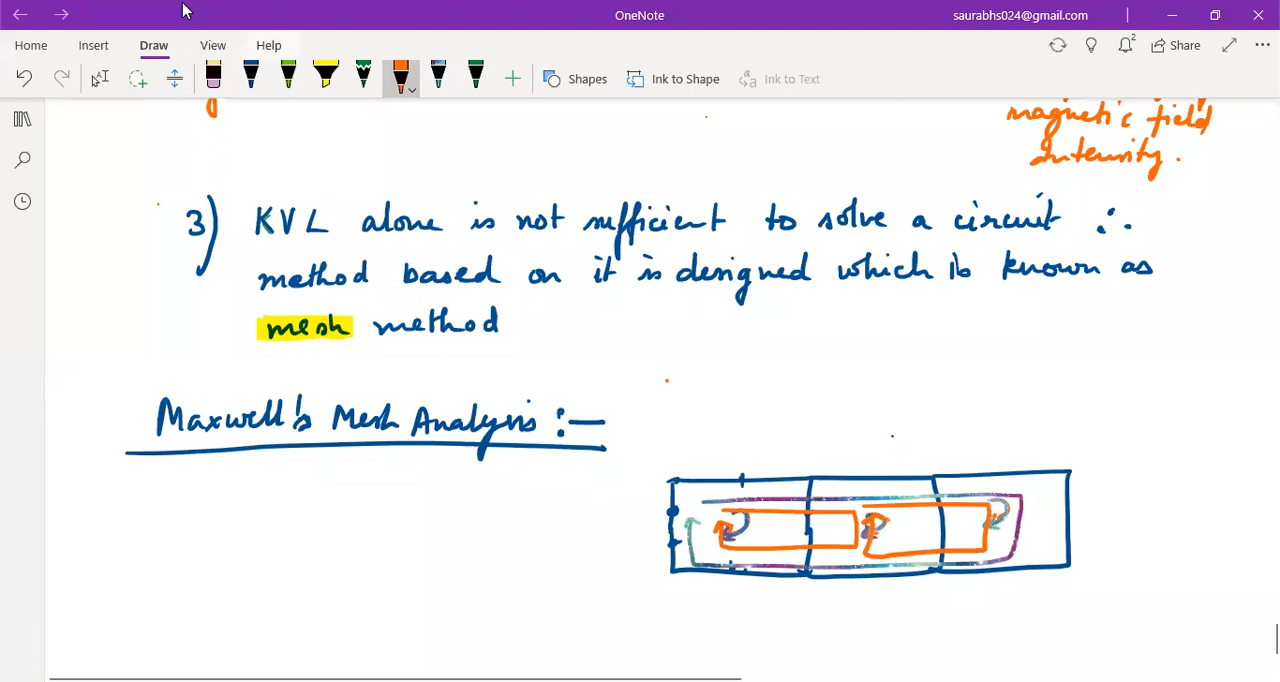 OneNote
saurabhs024@gmail.com
Home Insert Draw View Help
Share
Shapes Ink to Shape Ink to Text
magnetic field
Intensity.
3) KVL alone is not sufficient to solve a circuit ∴
method based on it is designed which is known as
mesh method
Maxwell's Mesh Analysis :—